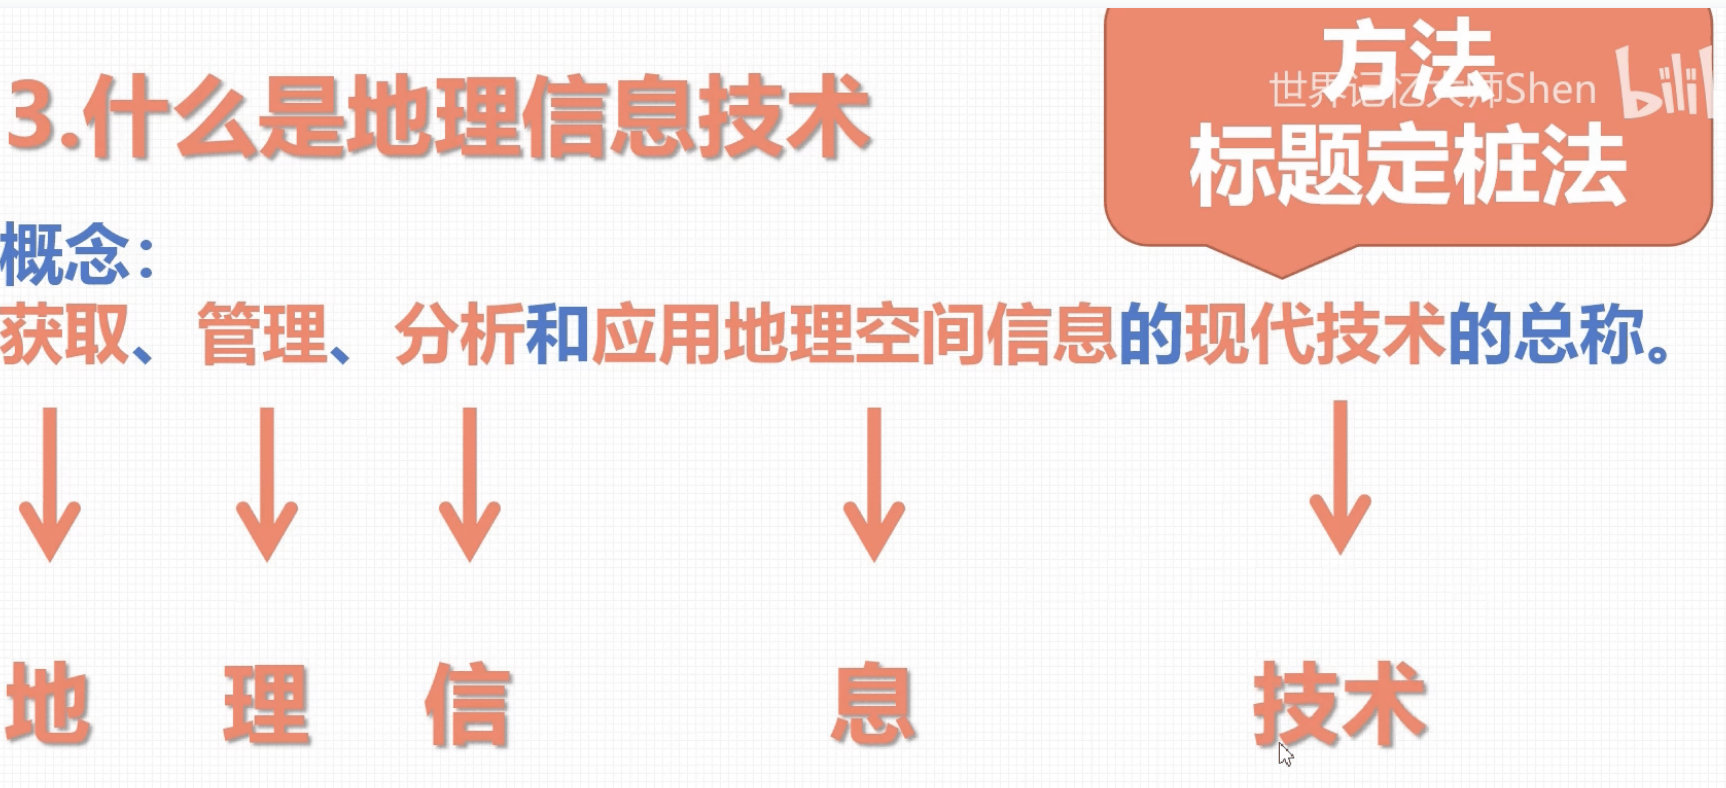 方法
世界记忆大师Shen bili
标题定桩法
3.什么是地理信息技术
概念：
获取、管理、分析和应用地理空间信息的现代技术的总称。
地 理 信 息 技术